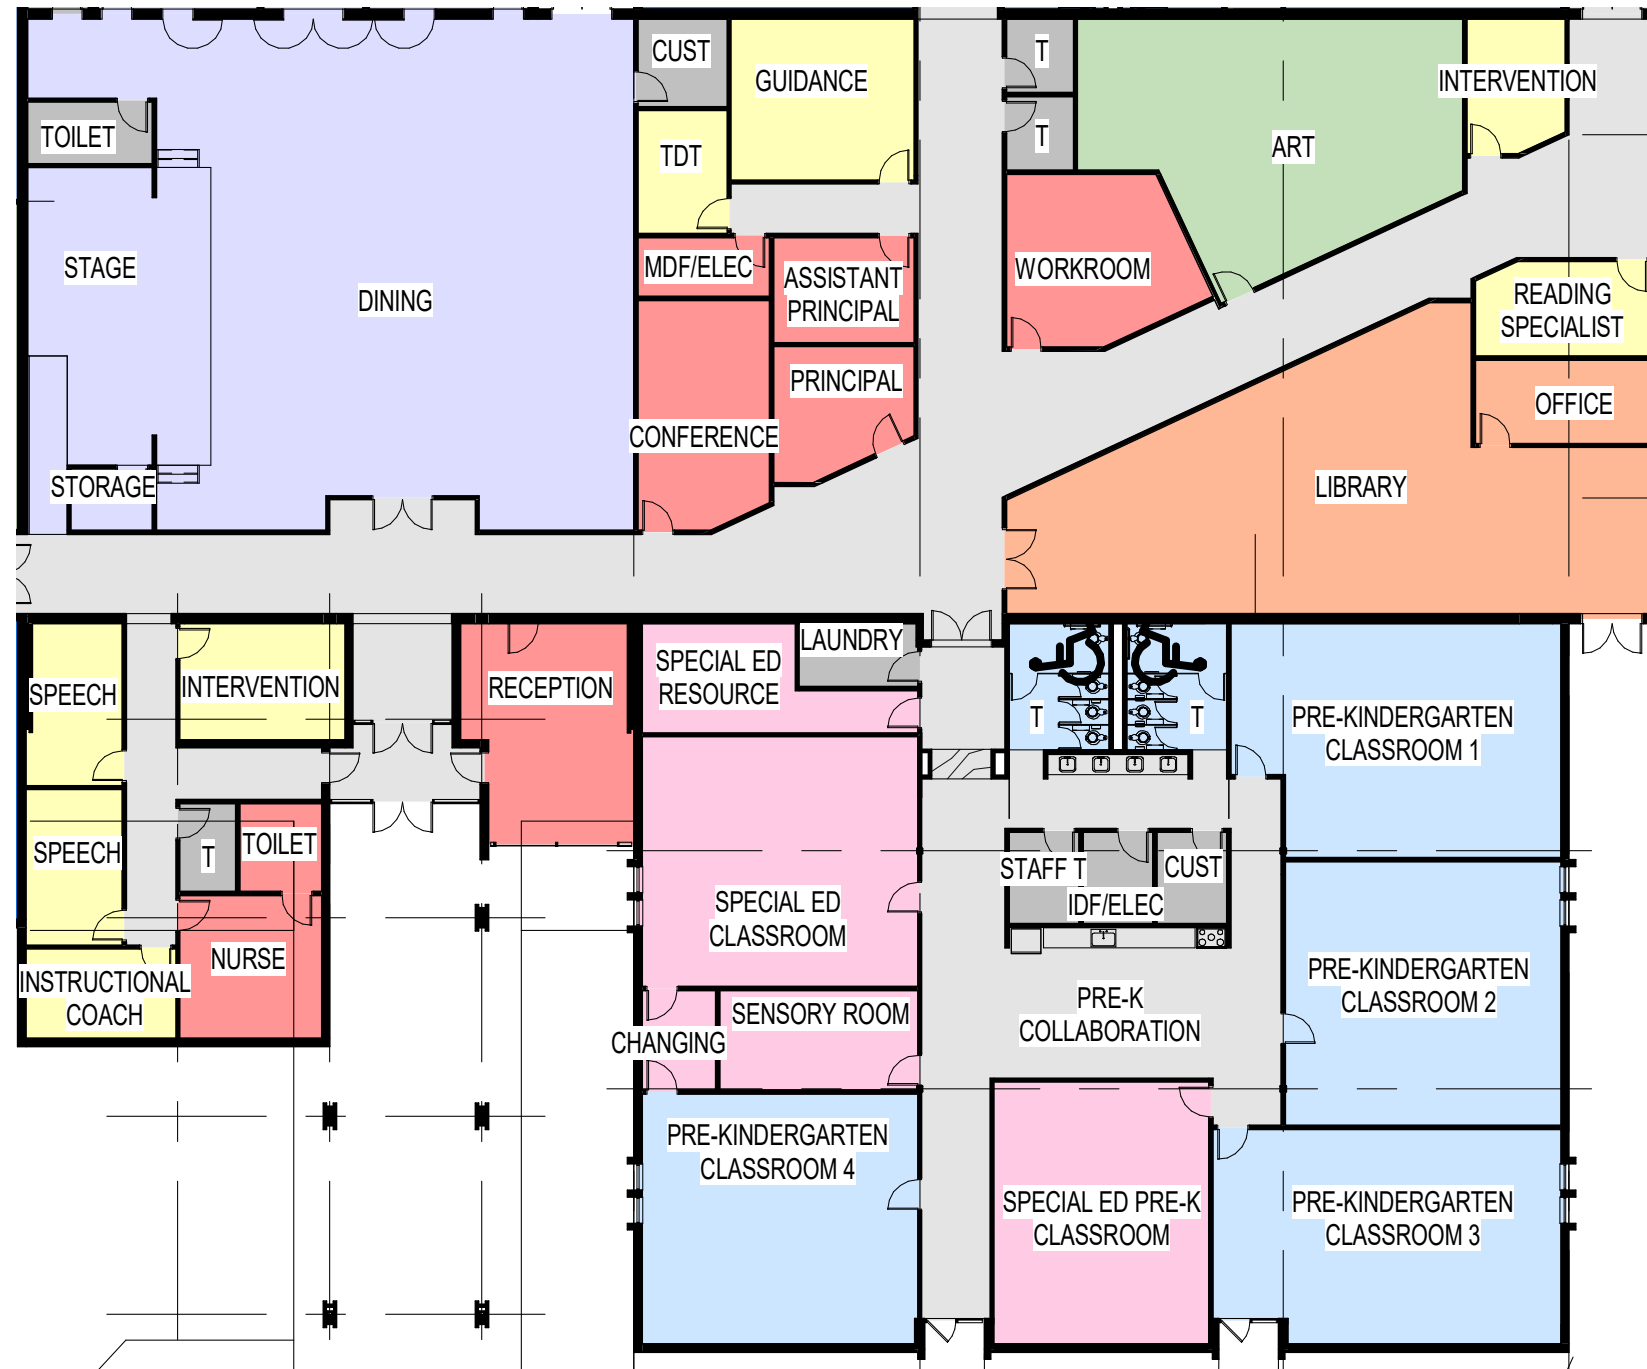 CUST
GUIDANCE
T
INTERVENTION
TOILET
TDT
T
ART
STAGE
DINING
MDF/ELEC
ASSISTANT
PRINCIPAL
WORKROOM
READING
SPECIALIST
PRINCIPAL
OFFICE
CONFERENCE
STORAGE
LIBRARY
SPEECH
INTERVENTION
RECEPTION
SPECIAL ED
RESOURCE
LAUNDRY
T
T
PRE-KINDERGARTEN
CLASSROOM 1
SPEECH
T
TOILET
STAFF T
IDF/ELEC
CUST
SPECIAL ED
CLASSROOM
NURSE
INSTRUCTIONAL
COACH
PRE-KINDERGARTEN
CLASSROOM 2
SENSORY ROOM
CHANGING
PRE-K
COLLABORATION
PRE-KINDERGARTEN
CLASSROOM 4
SPECIAL ED PRE-K
CLASSROOM
PRE-KINDERGARTEN
CLASSROOM 3